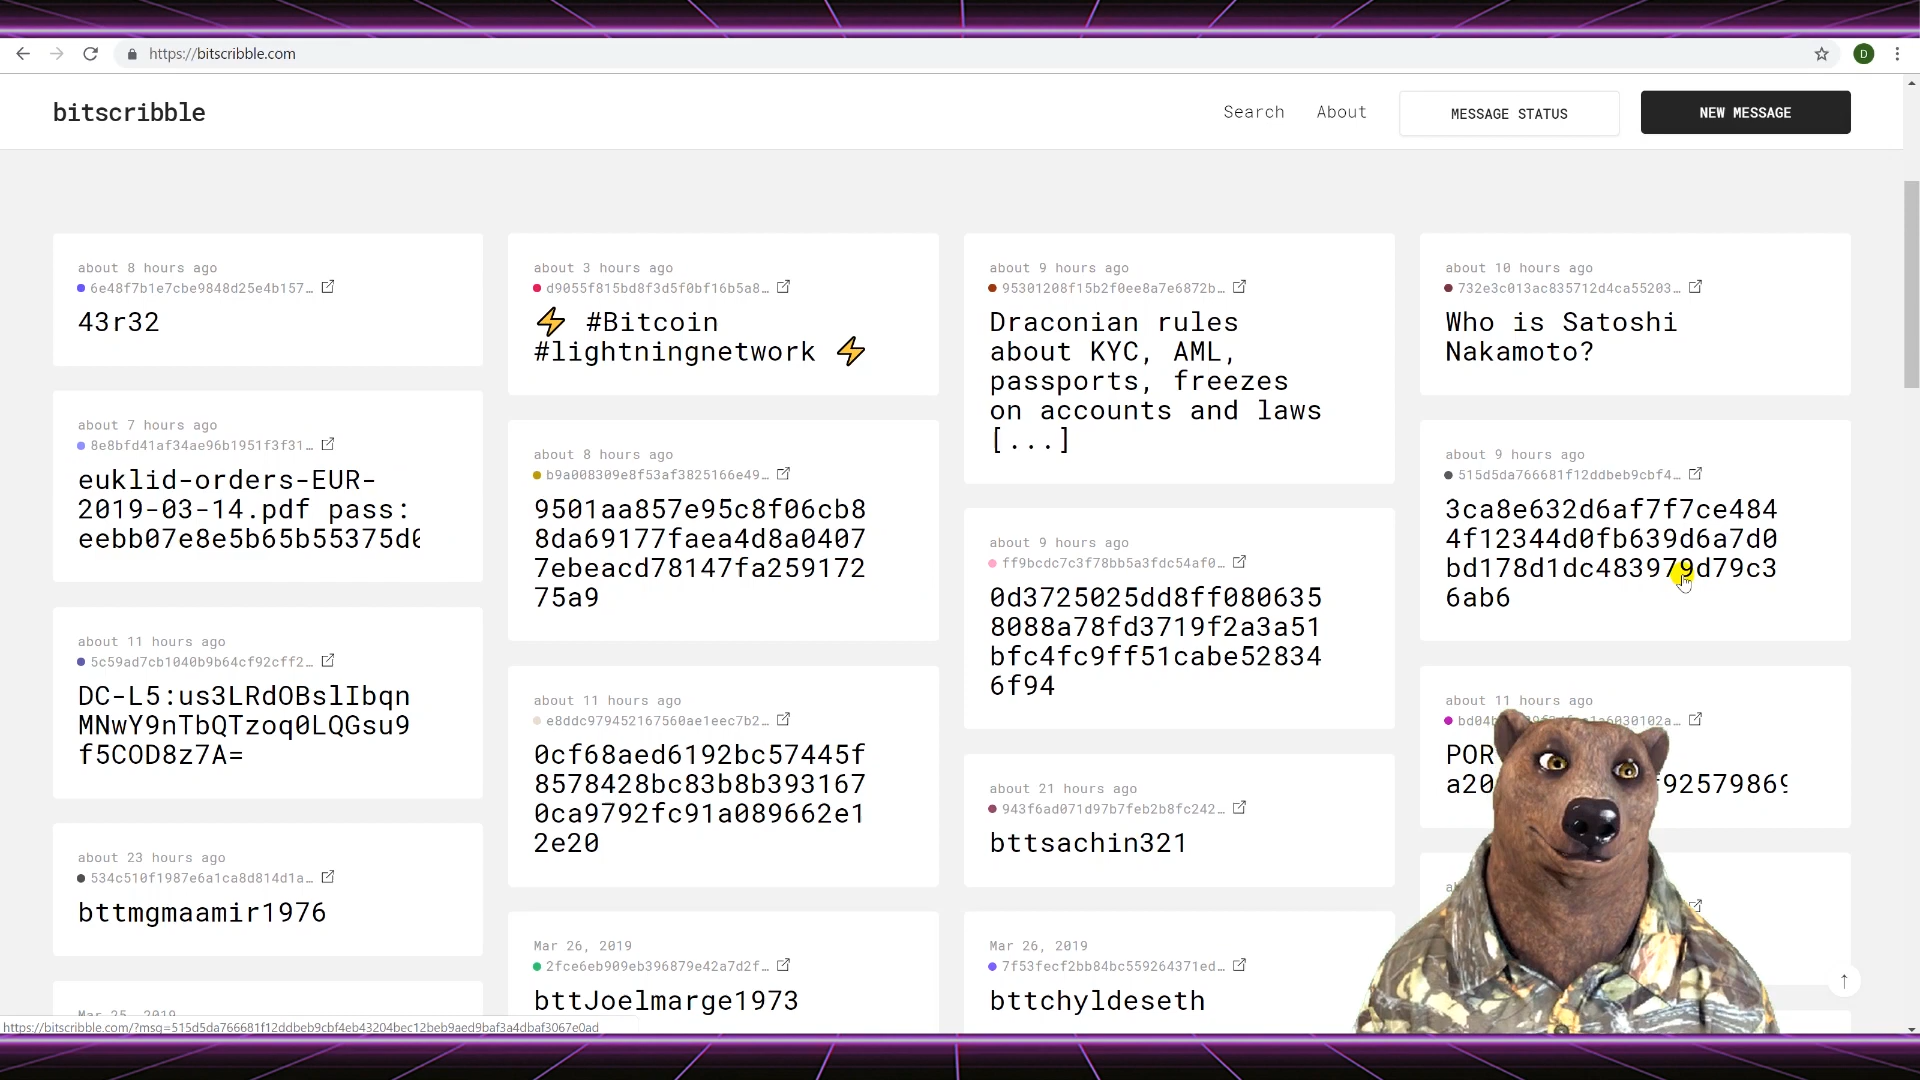 https://bitscribble.com
D
bitscribble
Search
About
MESSAGE STATUS
NEW MESSAGE
about 8 hours ago
6e48f7b1e7cbe9848d25e4b157…
43r32
about 7 hours ago
8e8bfd41af34ae96b1951f3f31…
euklid-orders-EUR-
2019-03-14.pdf pass:
eebb07e8e5b65b55375d0
about 11 hours ago
5c59ad7cb1040b9b64cf92cff2…
DC-L5:us3LRdOBslIbqn
MNwY9nTbQTzoq0LQGsu9
f5COD8z7A=
about 23 hours ago
534c510f1987e6a1ca8d814d1a…
bttmgmaamir1976
Mar 25, 2019
about 3 hours ago
d9055f815bd8f3d5f0bf16b5a8…
⚡ #Bitcoin
#lightningnetwork ⚡
about 8 hours ago
b9a008309e8f53af3825166e49…
9501aa857e95c8f06cb8
8da69177faea4d8a0407
7ebeacd78147fa259172
75a9
about 11 hours ago
e8ddc979452167560ae1eec7b2…
0cf68aed6192bc57445f
8578428bc83b8b393167
0ca9792fc91a089662e1
2e20
Mar 26, 2019
2fce6eb909eb396879e42a7d2f…
bttJoelmarge1973
about 9 hours ago
95301208f15b2f0ee8a7e6872b…
Draconian rules
about KYC, AML,
passports, freezes
on accounts and laws
[...]
about 9 hours ago
ff9bcdc7c3f78bb5a3fdc54af0…
0d3725025dd8ff080635
8088a78fd3719f2a3a51
bfc4fc9ff51cabe52834
6f94
about 21 hours ago
943f6ad071d97b7feb2b8fc242…
bttsachin321
Mar 26, 2019
7f53fecf2bb84bc559264371ed…
bttchyldeseth
about 10 hours ago
732e3c013ac835712d4ca55203…
Who is Satoshi
Nakamoto?
about 9 hours ago
515d5da766681f12ddbeb9cbf4…
3ca8e632d6af7f7ce484
4f12344d0fb639d6a7d0
bd178d1dc483979d79c3
6ab6
about 11 hours ago
POR
https://bitscribble.com/?msg=515d5da766681f12ddbeb9cbf4eb43204bec12beb9aed9baf3a4dbaf3067e0ad